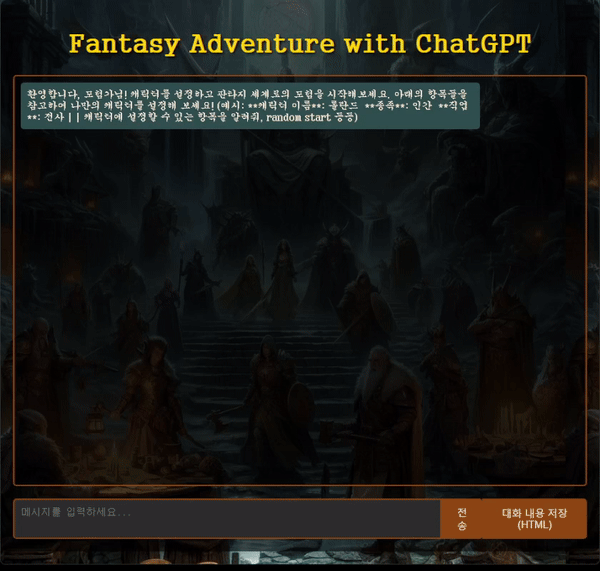 Fantasy Adventure with ChatGPT
환영합니다, 모험가님! 캐릭터를 설정하고 판타지 세계로의 모험을 시작해보세요. 아래의 항목들을
참고하여 나만의 캐릭터를 설정해 보세요! (예시: **캐릭터 이름**: 롤란드 **종족**: 인간 **직업
**: 전사 | | 캐릭터에 설정할 수 있는 항목을 알려줘, random start 등등)
메시지를 입력하세요...
전
송
대화 내용 저장
(HTML)